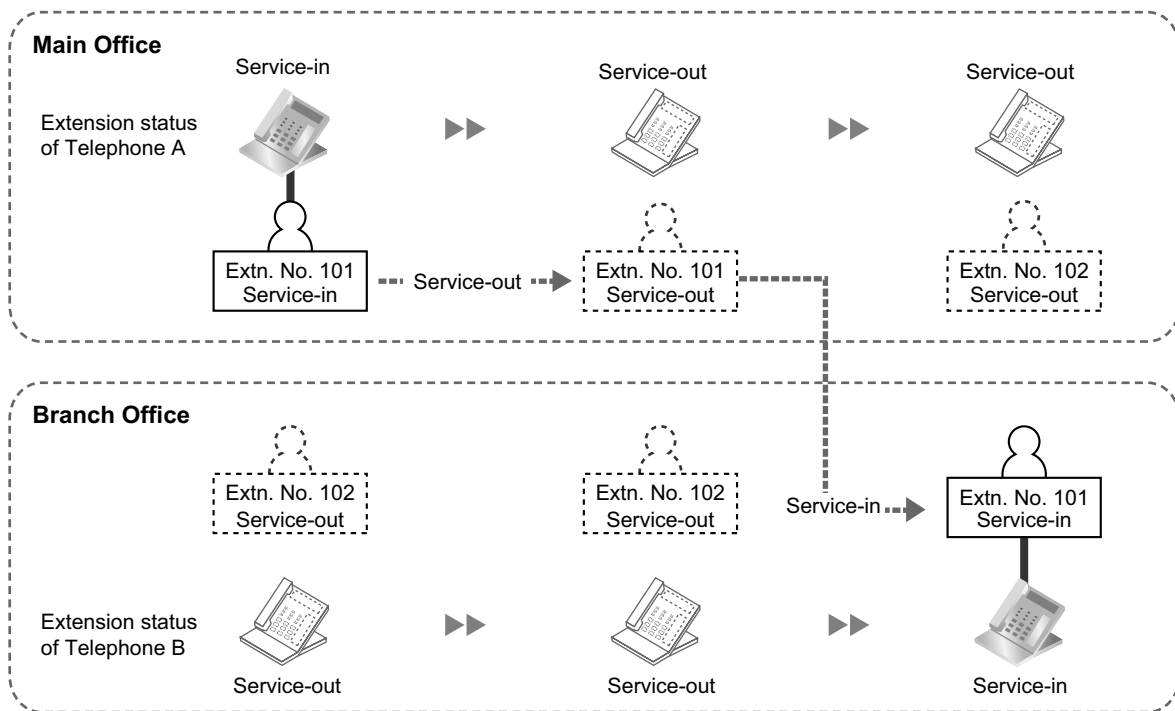 Main Office
Service-in
Service-out
Service-out
Extension status
of Telephone A
Extn. No. 101
Service-in
Service-out
Extn. No. 101
Service-out
Extn. No. 102
Service-out
Branch Office
Extn. No. 102
Service-out
Extn. No. 102
Service-out
Service-in
Extn. No. 101
Service-in
Extension status
of Telephone B
Service-out
Service-out
Service-in